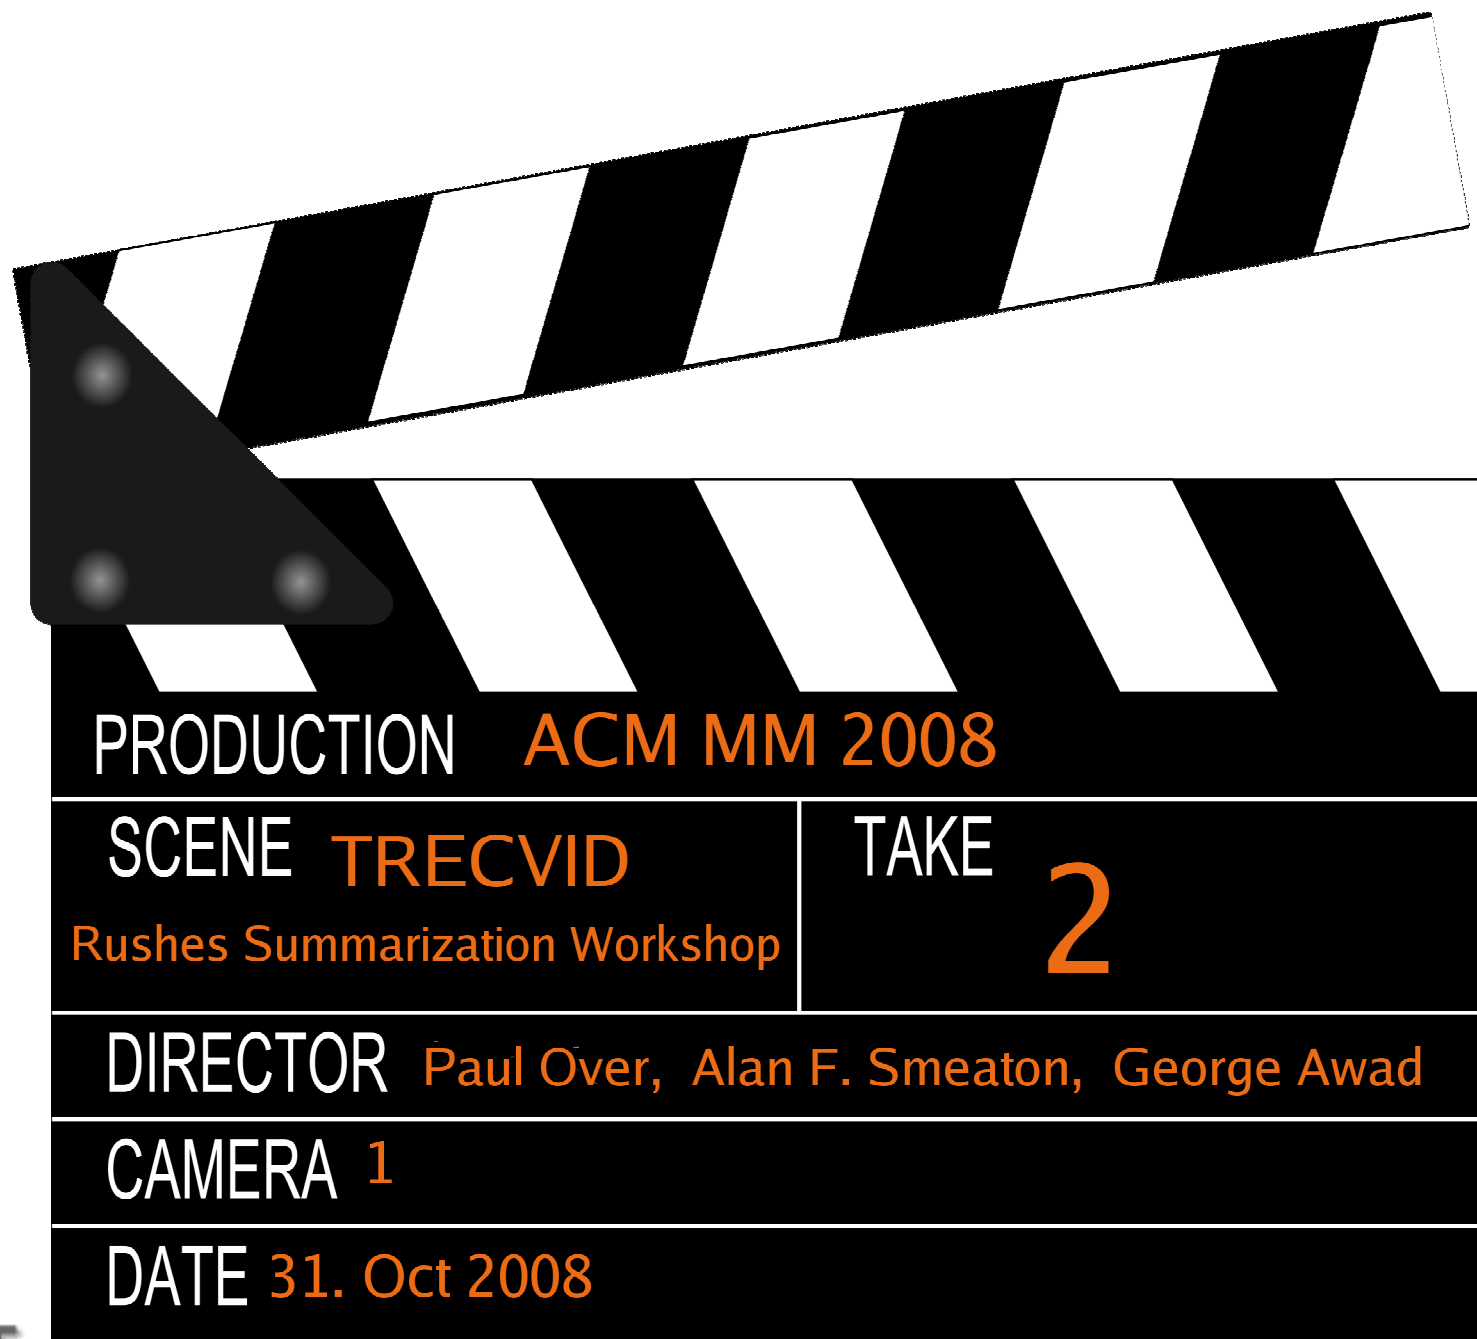 PRODUCTION ACM MM 2008
SCENE TRECVID
Rushes Summarization Workshop
TAKE 2
DIRECTOR Paul Over, Alan F. Smeaton, George Awad
CAMERA 1
DATE 31. Oct 2008